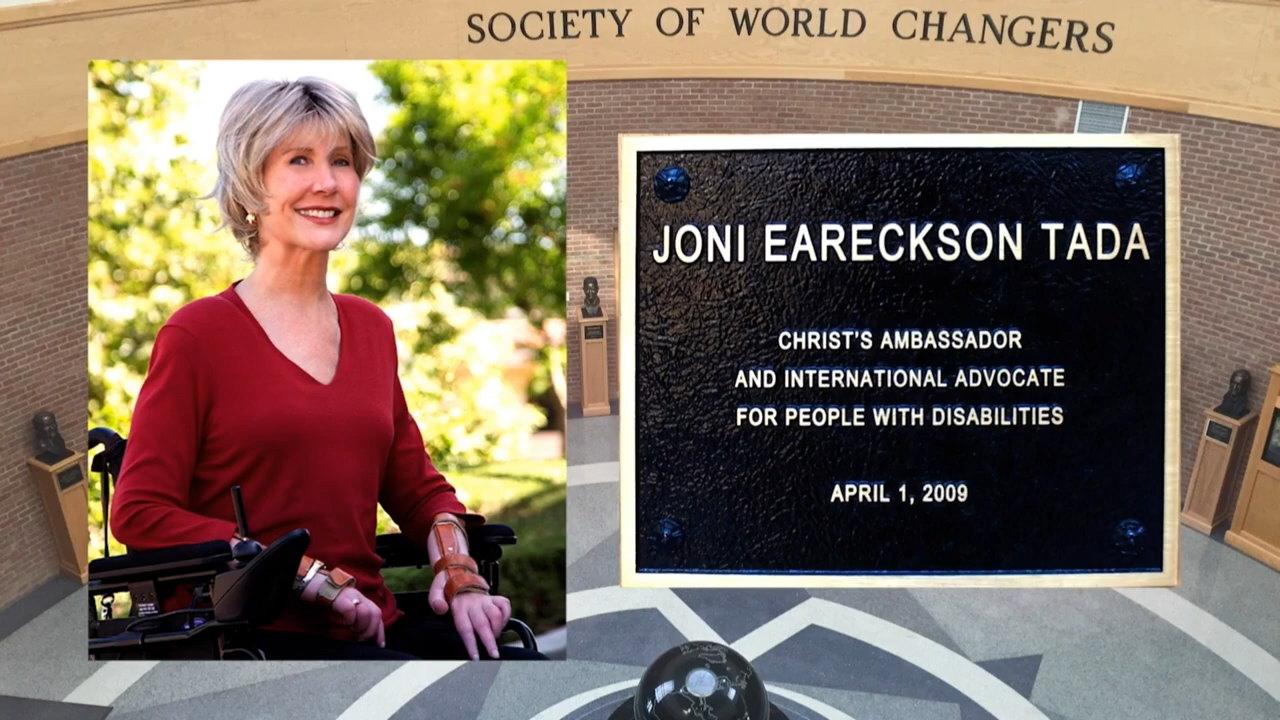 SOCIETY OF WORLD CHANGERS
JONI EARECKSON TADA
CHRIST'S AMBASSADOR
AND INTERNATIONAL ADVOCATE
FOR PEOPLE WITH DISABILITIES
APRIL 1, 2009